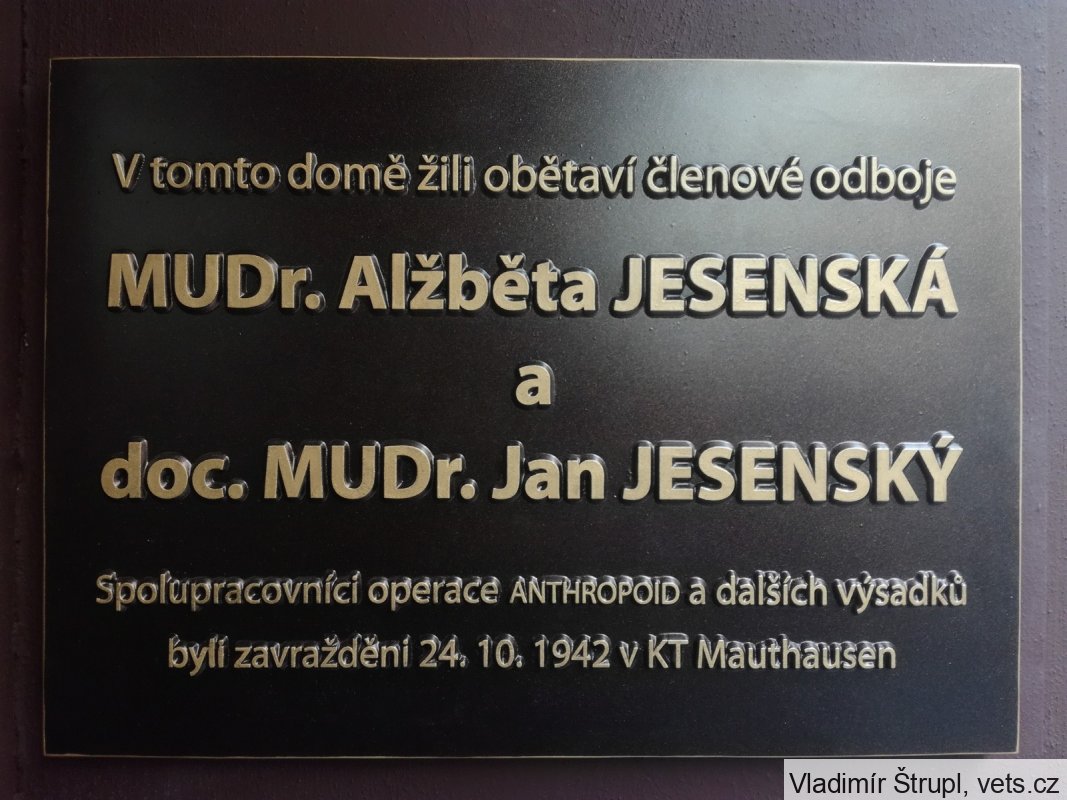 V tomto domě žili obětaví členové odboje
MUDr. Alžběta JESENSKÁ
a
doc. MUDr. Jan JESENSKÝ
Spolupracovníci operace ANTHROPOID a dalších výsadků
byli zavražděni 24. 10. 1942 v KT Mauthausen
Vladimír Štrupl, vets.cz